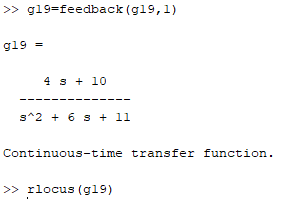 >> g19=feedback(g19,1)
g19 =
4 s + 10
--------------
s^2 + 6 s + 11
Continuous-time transfer function.
>> rlocus(g19)